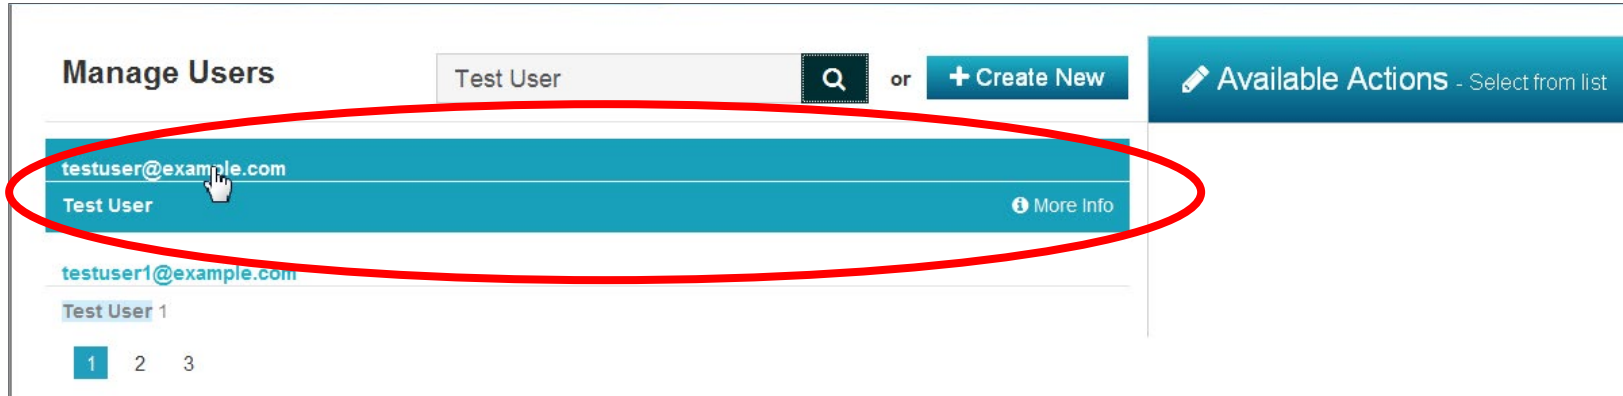 Manage Users
Test User
or
Create New
Available Actions - Select from list
testuser@example.com
Test User
More Info
testuser1@example.com
Test User 1
1 2 3